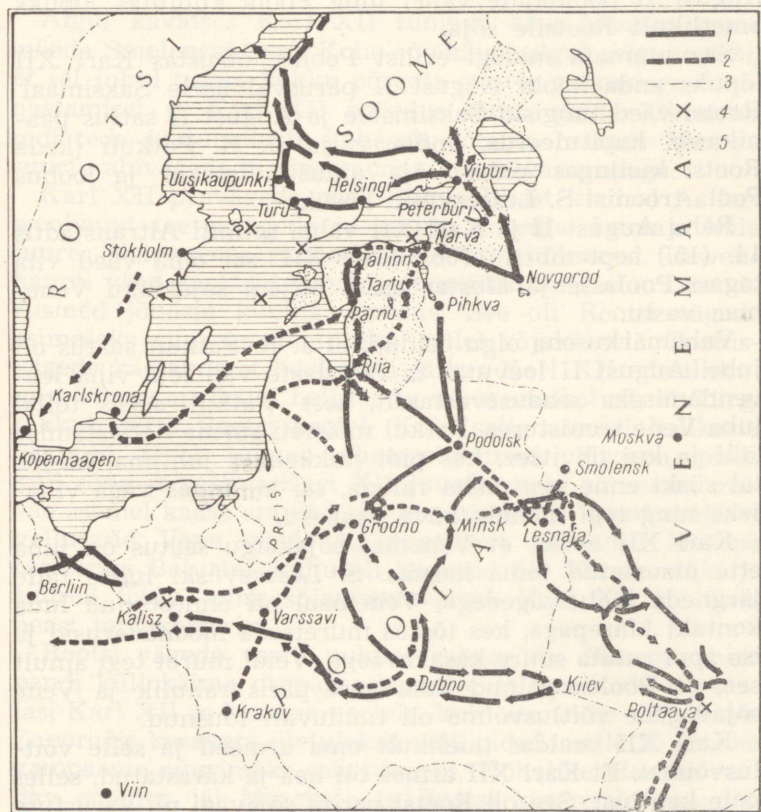 1
2
3
4
5
ROOTSI
SOOME
VENEMAA
POOLA
PREISI
Uusikaupunki
Turu
Helsingi
Viiburi
Peterburi
Stokholm
Tallinn
Narva
Novgorod
Tartu
Pihkva
Pärnu
Riia
Karlskrona
Kopenhaagen
Podolsk
Moskva
Smolensk
Grodno
Minsk
Lesnaja
Berliin
Kalisz
Varssavi
Dubno
Kiiev
Poltaava
Krakov
Viin